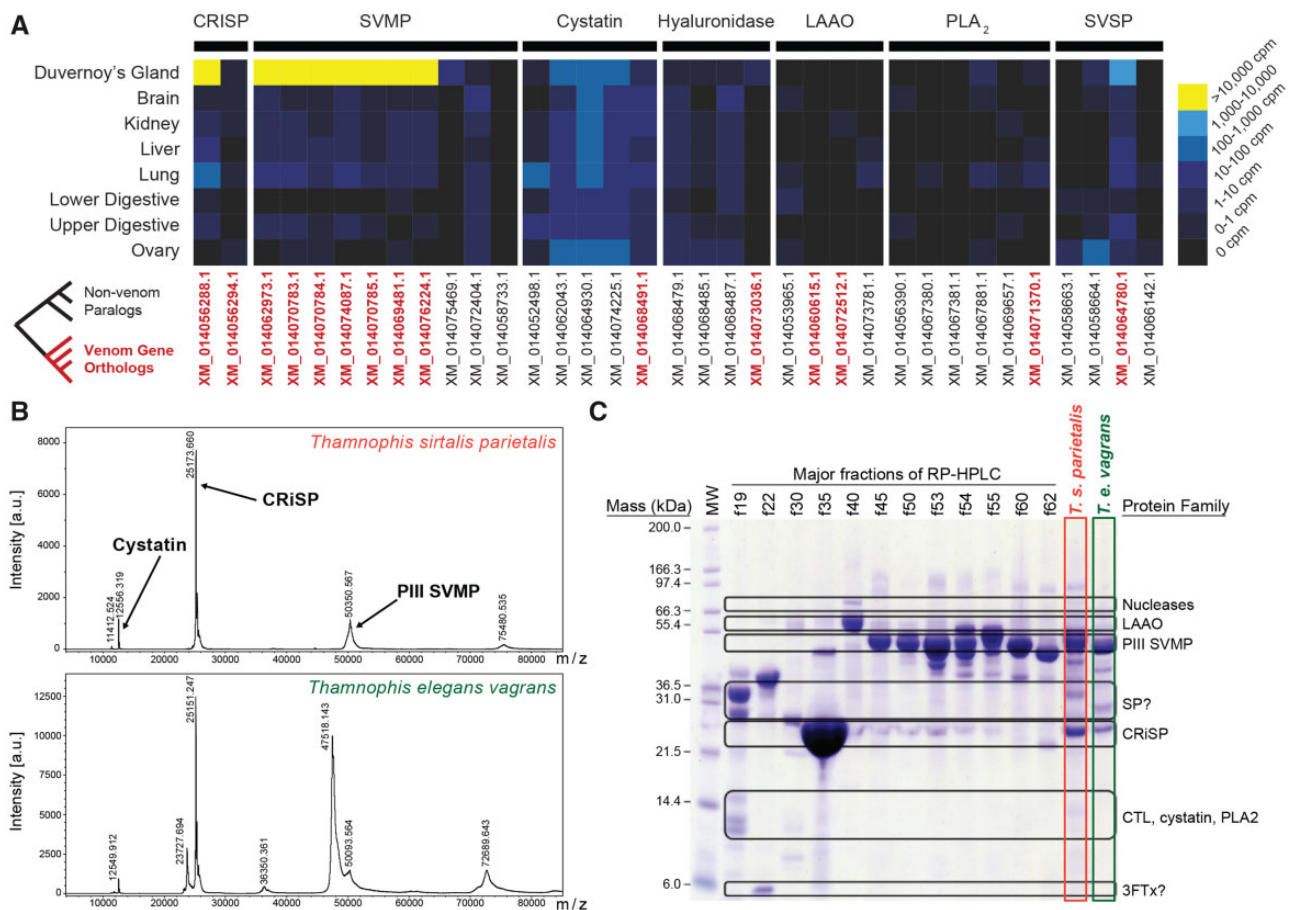 A
CRISP SVMP Cystatin Hyaluronidase LAAO PLA2 SVSP
Duvernoy's Gland
Brain
Kidney
Liver
Lung
Lower Digestive
Upper Digestive
Ovary
>10,000 cpm
1,000-10,000
100-1,000 cpm
10-100 cpm
1-10 cpm
0-1 cpm
0 cpm
Non-venom
Paralogs
Venom Gene
Orthologs
XM_014056288.1
XM_014056294.1
XM_014062973.1
XM_014070783.1
XM_014070784.1
XM_014074087.1
XM_014070785.1
XM_014069481.1
XM_014076224.1
XM_014075469.1
XM_014072404.1
XM_014058733.1
XM_014052498.1
XM_014062043.1
XM_014064930.1
XM_014074225.1
XM_014068491.1
XM_014068479.1
XM_014068485.1
XM_014068487.1
XM_014073036.1
XM_014053965.1
XM_014060615.1
XM_014072512.1
XM_014073781.1
XM_014056390.1
XM_014067380.1
XM_014067381.1
XM_014067881.1
XM_014069657.1
XM_014071370.1
XM_014058663.1
XM_014058664.1
XM_014064780.1
XM_014066142.1
B
Thamnophis sirtalis parietalis
Intensity [a.u.]
8000
6000
4000
2000
0
11412.524
12556.319
25173.660
50350.567
75480.535
Cystatin
CRiSP
PIII SVMP
10000 20000 30000 40000 50000 60000 70000 80000 m / z
Thamnophis elegans vagrans
Intensity [a.u.]
12500
10000
7500
5000
2500
0
12549.912
23727.694
25151.247
36350.361
47518.143
50093.564
72689.643
10000 20000 30000 40000 50000 60000 70000 80000 m / z
C
Major fractions of RP-HPLC
Mass (kDa) MW f19 f22 f30 f35 f40 f45 f50 f53 f54 f55 f60 f62 T. s. parietalis T. e. vagrans Protein Family
200.0
166.3
97.4
66.3
55.4
36.5
31.0
21.5
14.4
6.0
Nucleases
LAAO
PIII SVMP
SP?
CRiSP
CTL, cystatin, PLA2
3FTx?